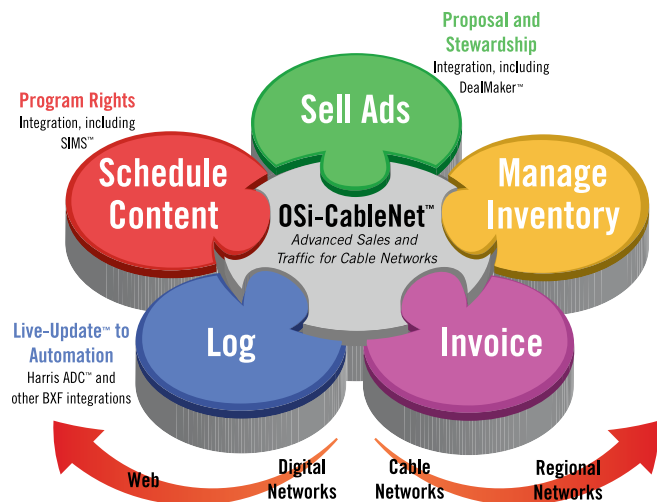 Proposal and
Stewardship
Integration, including
DealMaker™
Sell Ads
Program Rights
Integration, including
SIMS™
Schedule
Content
Manage
Inventory
OSi-CableNet™
Advanced Sales and
Traffic for Cable Networks
Live-Update™ to
Automation
Harris ADC™ and
other BXF integrations
Log
Invoice
Web
Digital
Networks
Cable
Networks
Regional
Networks